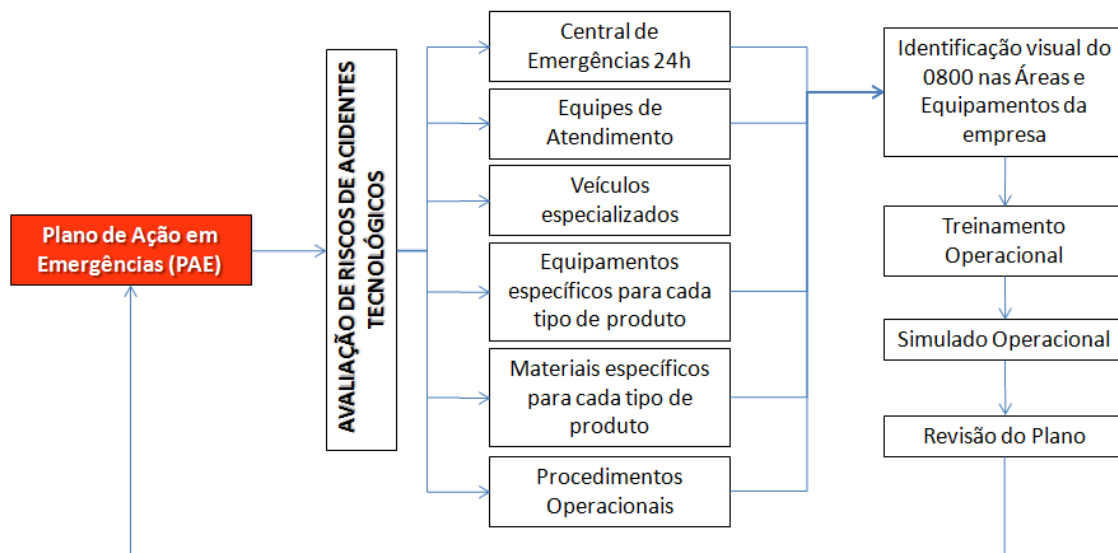 Plano de Ação em
Emergências (PAE)
AVALIAÇÃO DE RISCOS DE ACIDENTES
TECNOLÓGICOS
Central de
Emergências 24h
Equipes de
Atendimento
Veículos
especializados
Equipamentos
específicos para cada
tipo de produto
Materiais específicos
para cada tipo de
produto
Procedimentos
Operacionais
Identificação visual do
0800 nas Áreas e
Equipamentos da
empresa
Treinamento
Operacional
Simulado Operacional
Revisão do Plano